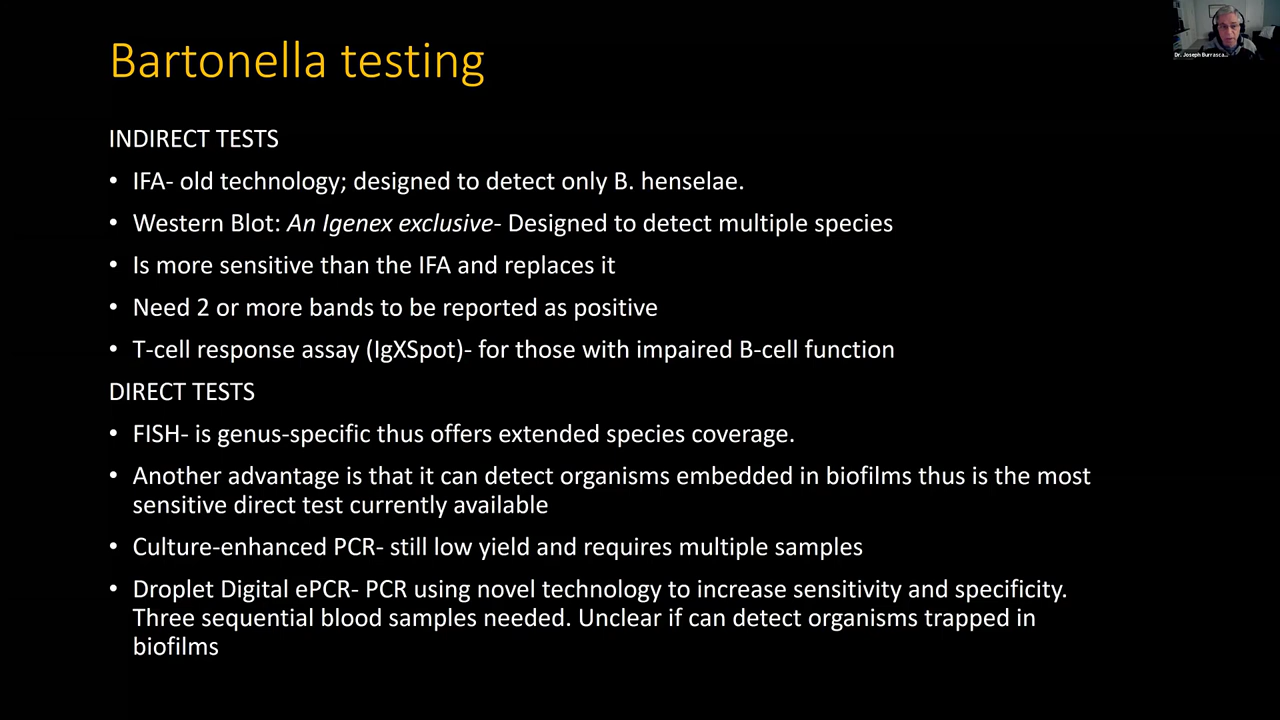 Dr. Joseph Burrasca...
Bartonella testing
INDIRECT TESTS
• IFA- old technology; designed to detect only B. henselae.
• Western Blot: An Igenex exclusive- Designed to detect multiple species
• Is more sensitive than the IFA and replaces it
• Need 2 or more bands to be reported as positive
• T-cell response assay (IgXSpot)- for those with impaired B-cell function
DIRECT TESTS
• FISH- is genus-specific thus offers extended species coverage.
• Another advantage is that it can detect organisms embedded in biofilms thus is the most
sensitive direct test currently available
• Culture-enhanced PCR- still low yield and requires multiple samples
• Droplet Digital ePCR- PCR using novel technology to increase sensitivity and specificity.
Three sequential blood samples needed. Unclear if can detect organisms trapped in
biofilms